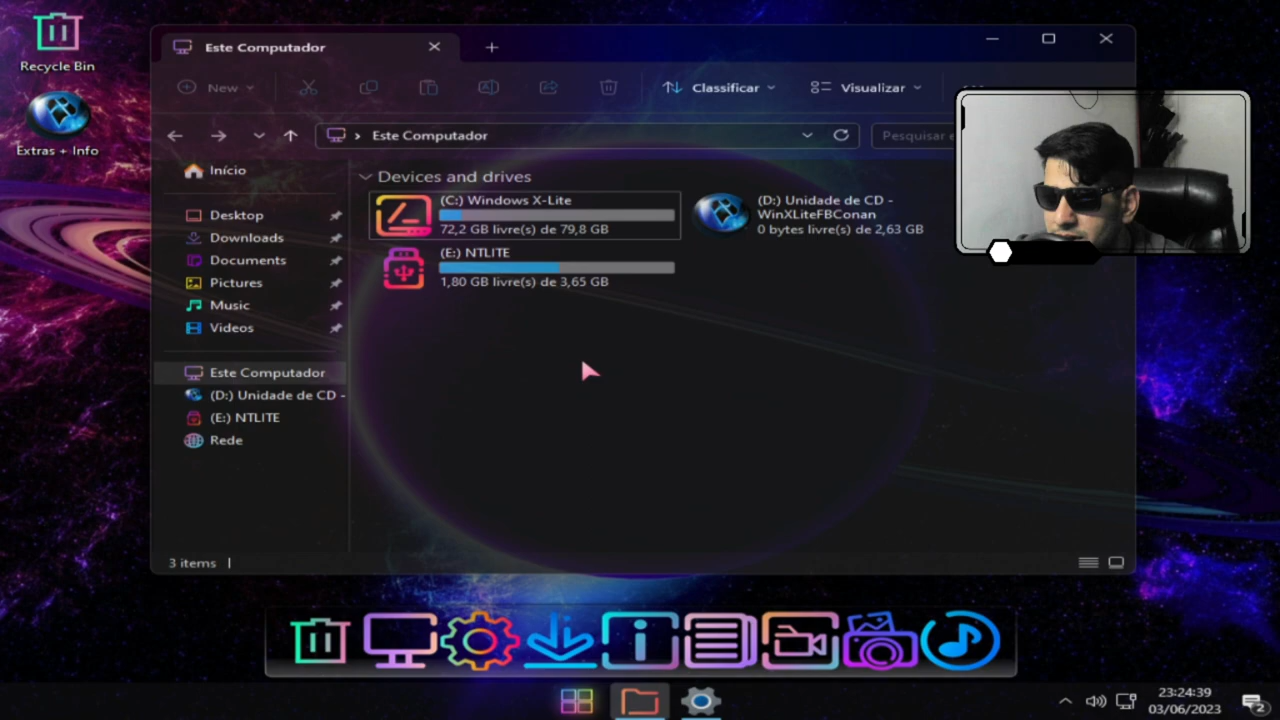 Recycle Bin
Extras + Info
Este Computador
New
Classificar
Visualizar
Este Computador
Pesquisar e
Início
Desktop
Downloads
Documents
Pictures
Music
Videos
Este Computador
(D:) Unidade de CD -
(E:) NTLITE
Rede
Devices and drives
(C:) Windows X-Lite
72,2 GB livre(s) de 79,8 GB
(D:) Unidade de CD -
WinXLiteFBConan
0 bytes livre(s) de 2,63 GB
(E:) NTLITE
1,80 GB livre(s) de 3,65 GB
3 items
23:24:39
03/06/2023
2